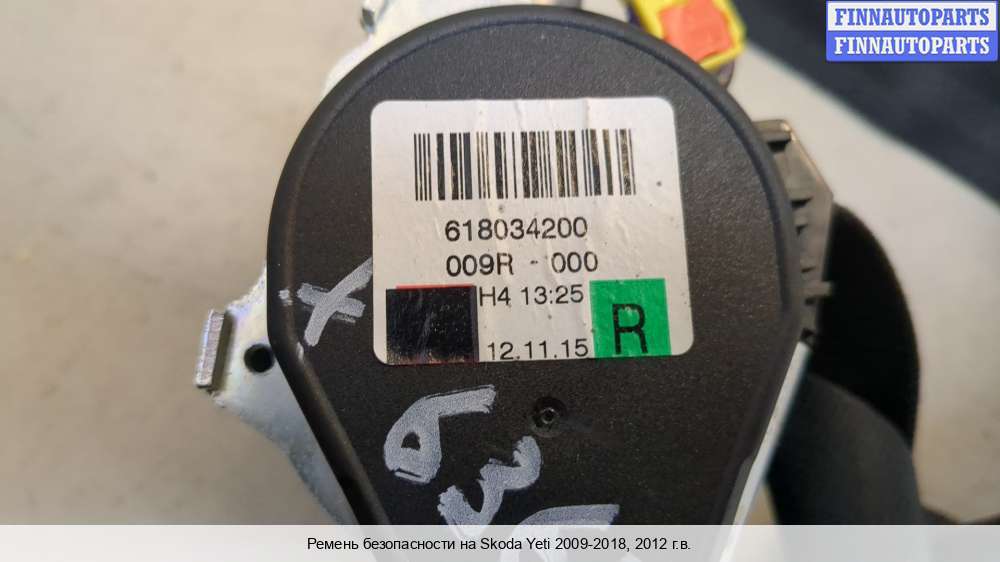 FINNAUTOPARTS
FINNAUTOPARTS
618034200
009R - 000
H4 13:25
12.11.15
R
X
Ремень безопасности на Skoda Yeti 2009-2018, 2012 г.в.